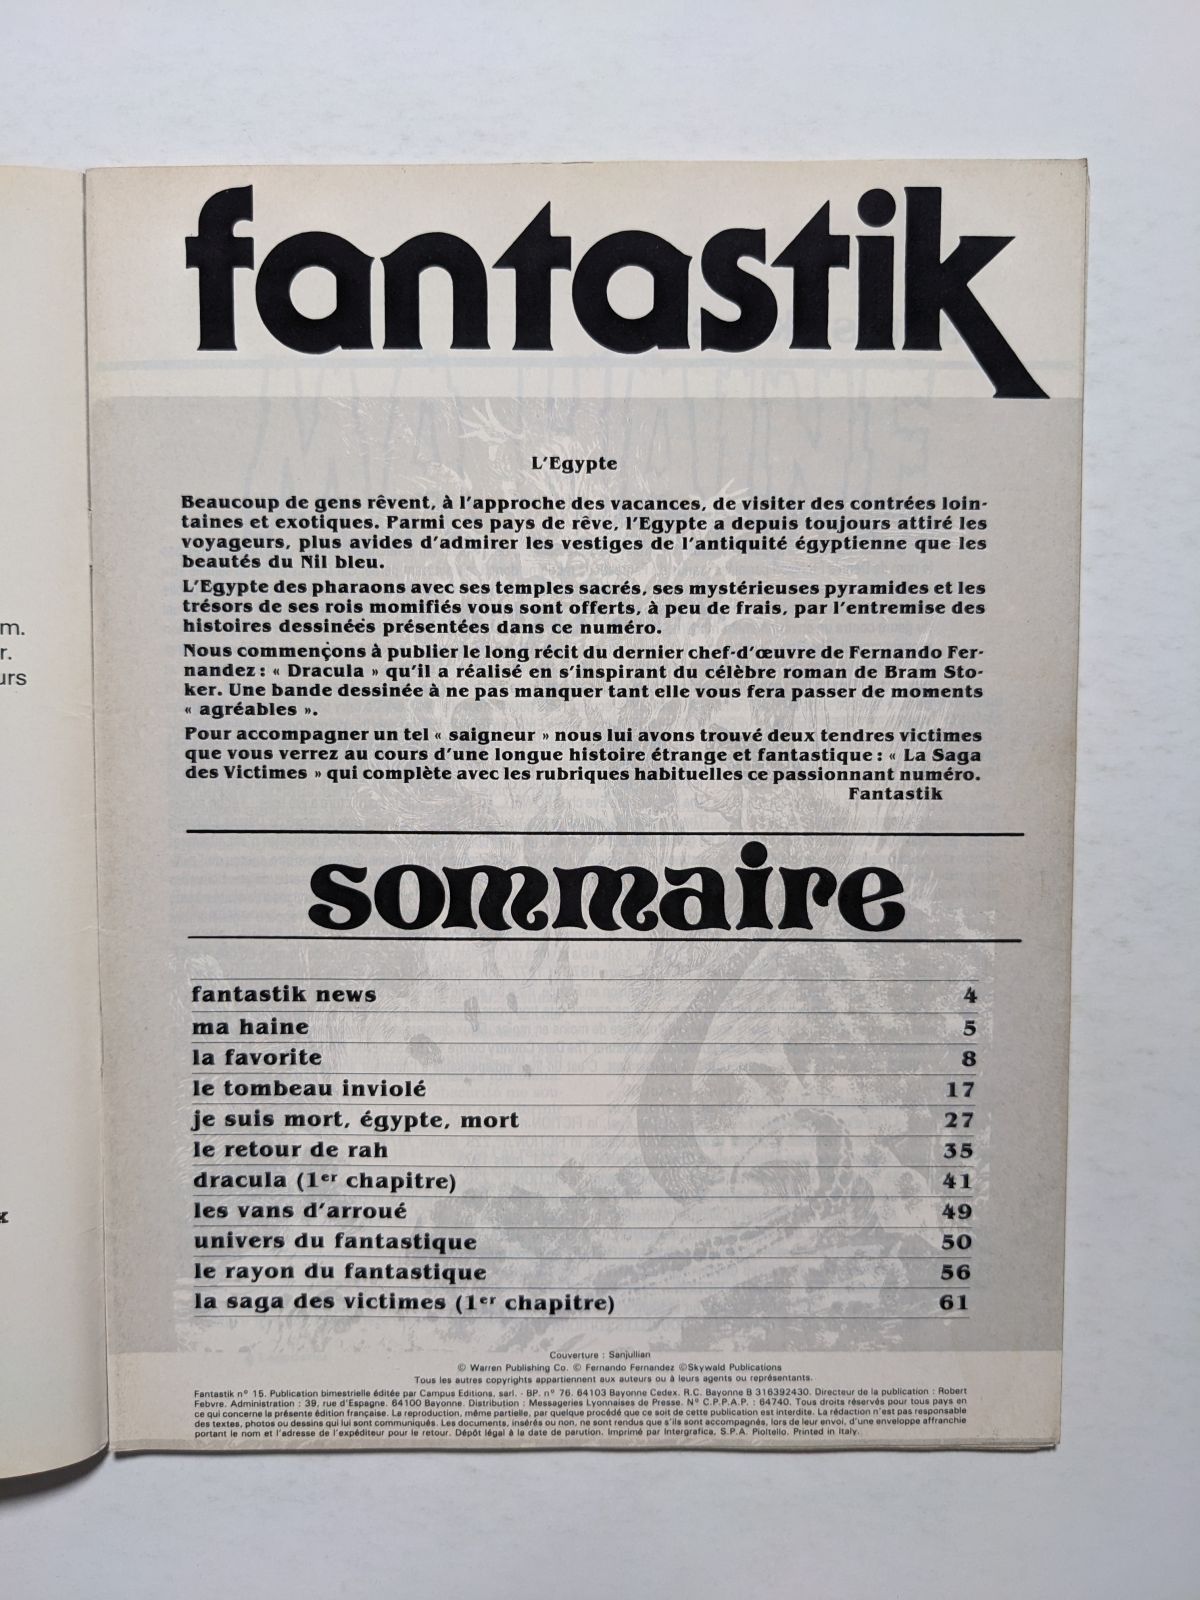 fantastik
L'Egypte
Beaucoup de gens rêvent, à l'approche des vacances, de visiter des contrées loin-
taines et exotiques. Parmi ces pays de rêve, l'Egypte a depuis toujours attiré les
voyageurs, plus avides d'admirer les vestiges de l'antiquité égyptienne que les
beautés du Nil bleu.
L'Egypte des pharaons avec ses temples sacrés, ses mystérieuses pyramides et les
trésors de ses rois momifiés vous sont offerts, à peu de frais, par l'entremise des
histoires dessinées présentées dans ce numéro.
Nous commençons à publier le long récit du dernier chef-d'œuvre de Fernando Fer-
nandez : « Dracula » qu'il a réalisé en s'inspirant du célèbre roman de Bram Sto-
ker. Une bande dessinée à ne pas manquer tant elle vous fera passer de moments
« agréables ».
Pour accompagner un tel « saigneur » nous lui avons trouvé deux tendres victimes
que vous verrez au cours d'une longue histoire étrange et fantastique : « La Saga
des Victimes » qui complète avec les rubriques habituelles ce passionnant numéro.
Fantastik
sommaire
fantastik news 4
ma haine 5
la favorite 8
le tombeau inviolé 17
je suis mort, égypte, mort 27
le retour de rah 35
dracula (1er chapitre) 41
les vans d'arroué 49
univers du fantastique 50
le rayon du fantastique 56
la saga des victimes (1er chapitre) 61
Couverture : Sanjullian
© Warren Publishing Co. © Fernando Fernandez ©Skywald Publications
Tous les autres copyrights appartiennent aux auteurs ou à leurs agents ou représentants.
Fantastik n° 15. Publication bimestrielle éditée par Campus Editions, sarl. - BP. n° 76. 64103 Bayonne Cedex. R.C. Bayonne B 316392430. Directeur de la publication : Robert
Febvre. Administration : 39, rue d'Espagne. 64100 Bayonne. Distribution : Messageries Lyonnaises de Presse. N° C.P.P.A.P. : 64740. Tous droits réservés pour tous pays en
ce qui concerne la présente édition française. La reproduction, même partielle, par quelque procédé que ce soit de cette publication est interdite. La rédaction n'est pas responsable
des textes, photos ou dessins qui lui sont communiqués. Les documents, insérés ou non, ne sont rendus que s'ils sont accompagnés, lors de leur envoi, d'une enveloppe affranchie
portant le nom et l'adresse de l'expéditeur pour le retour. Dépôt légal à la date de parution. Imprimé par Intergrafica, S.P.A. Pioltello. Printed in Italy.